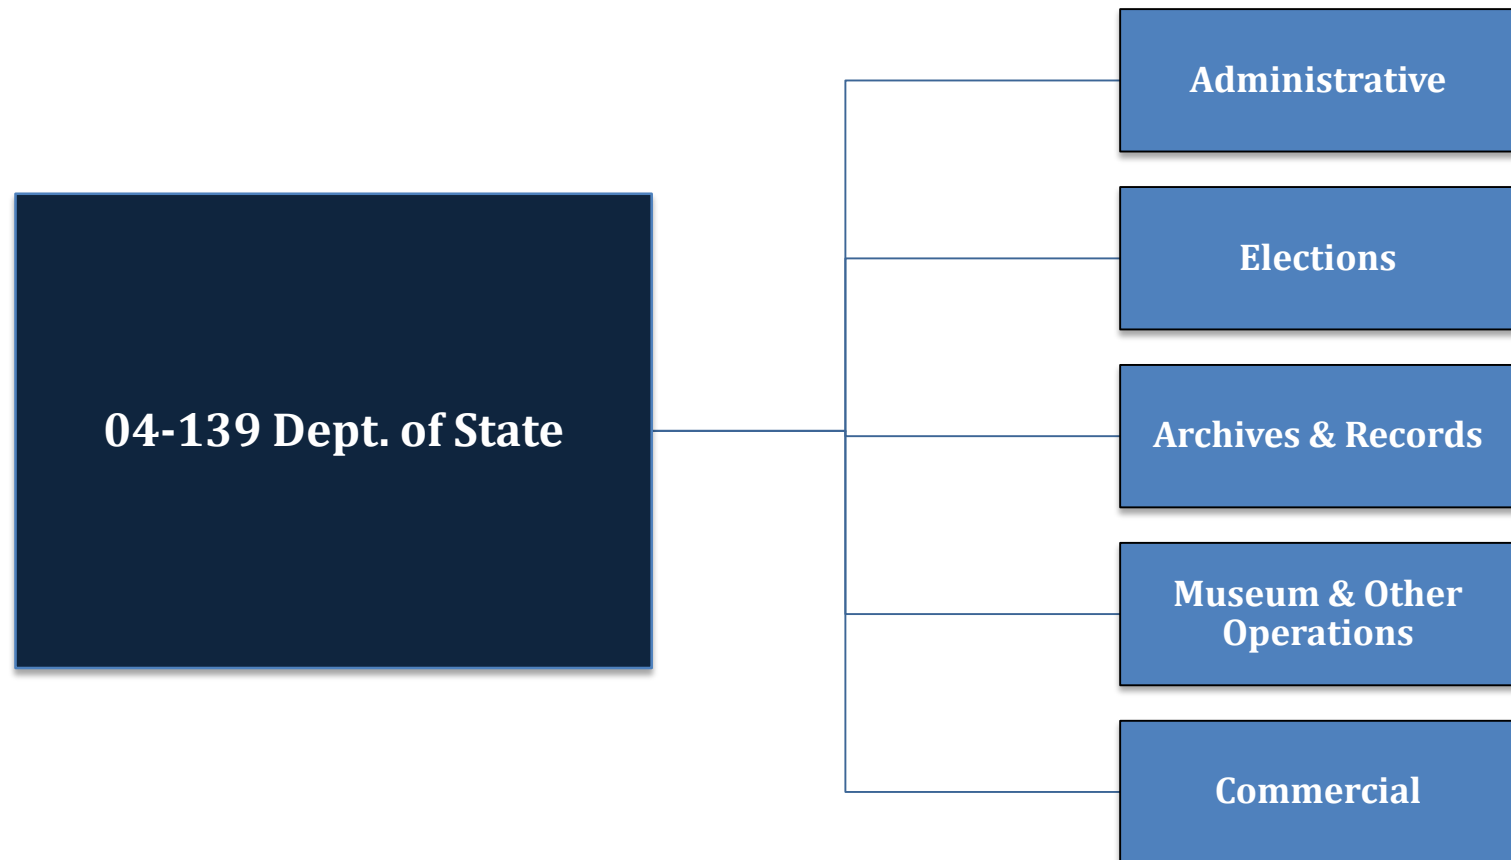 04-139 Dept. of State
Administrative
Elections
Archives & Records
Museum & Other
Operations
Commercial